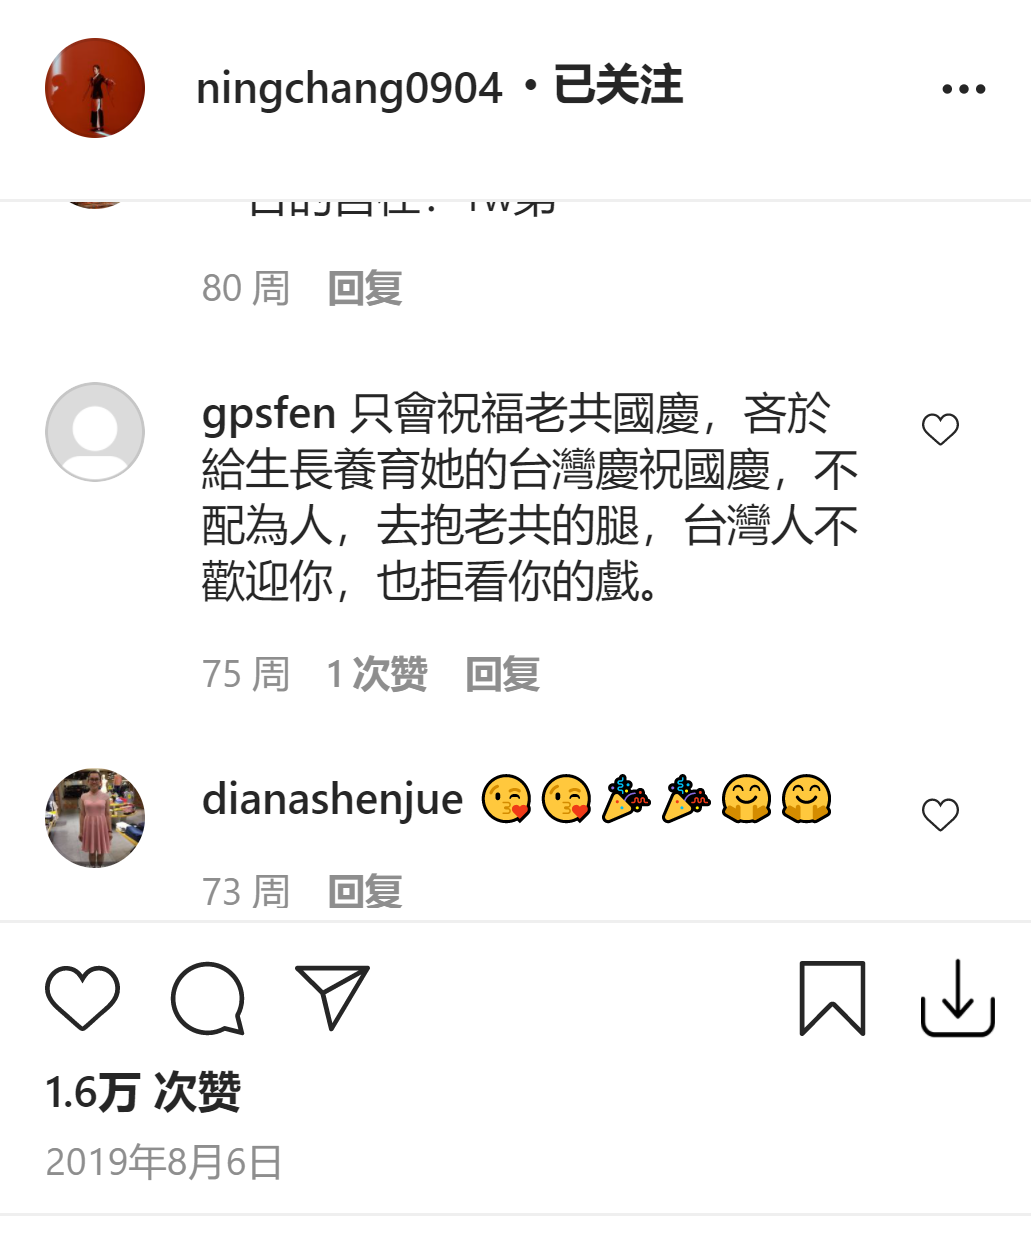 ningchang0904 • 已关注
80 周 回复
gpsfen 只會祝福老共國慶，吝於
給生長養育她的台灣慶祝國慶，不
配為人，去抱老共的腿，台灣人不
歡迎你，也拒看你的戲。
75 周 1 次赞 回复
dianashenjue 😘😘🎉🎉🤗🤗
73 周 回复
1.6万 次赞
2019年8月6日